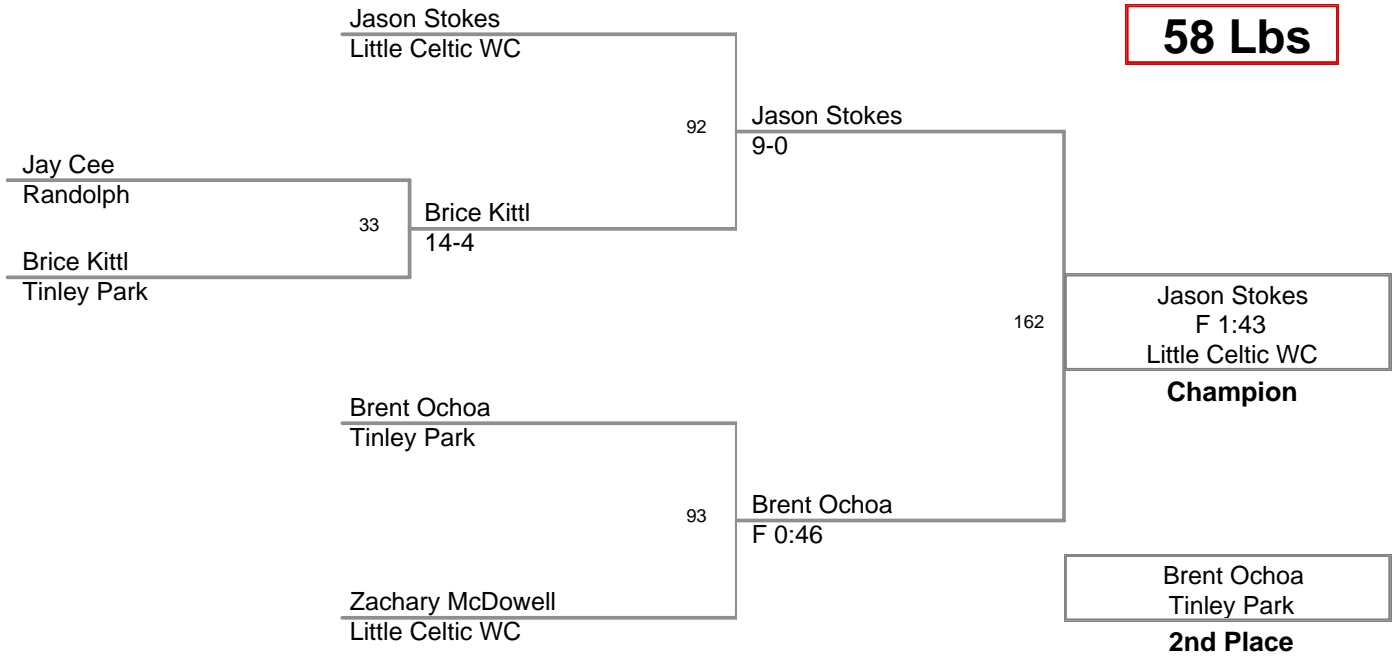 Jason Stokes
Little Celtic WC
58 Lbs
92
Jason Stokes
9-0
Jay Cee
Randolph
33
Brice Kittl
14-4
Brice Kittl
Tinley Park
162
Jason Stokes
F 1:43
Little Celtic WC
Champion
Brent Ochoa
Tinley Park
93
Brent Ochoa
F 0:46
Zachary McDowell
Little Celtic WC
Brent Ochoa
Tinley Park
2nd Place